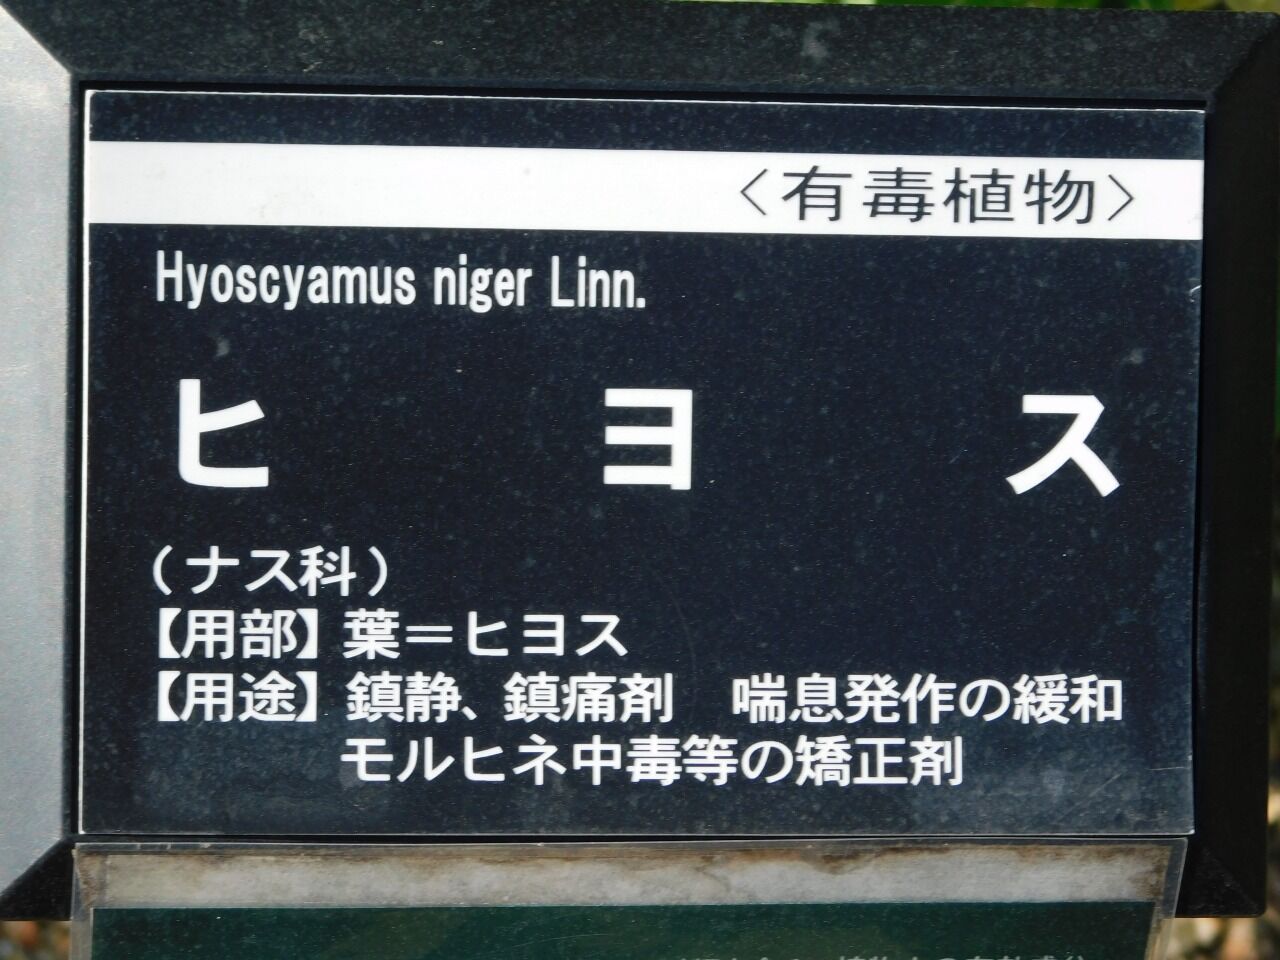 〈有毒植物〉
Hyoscyamus niger Linn.
ヒヨス
（ナス科）
【用部】葉＝ヒヨス
【用途】鎮静、鎮痛剤　喘息発作の緩和
モルヒネ中毒等の矯正剤